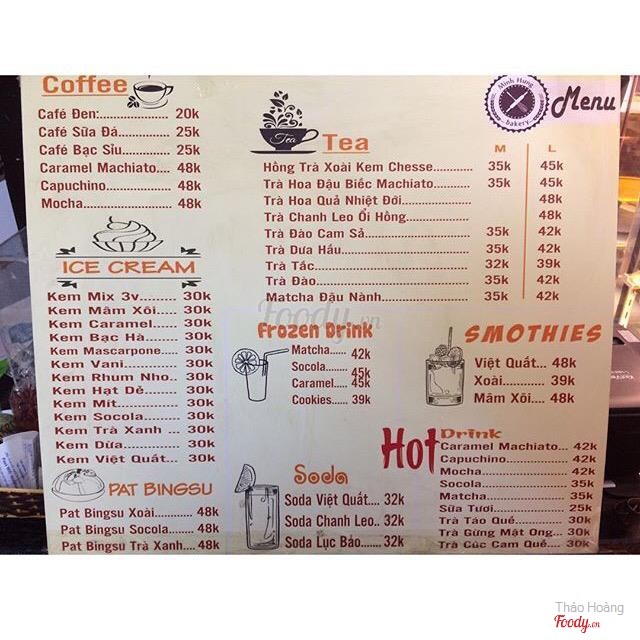 Coffee
Café Đen:................ 20k
Café Sữa Đá............. 25k
Café Bạc Sỉu............. 25k
Caramel Machiato.... 48k
Capuchino............... 48k
Mocha..................... 48k
ICE CREAM
Kem Mix 3v......... 30k
Kem Mâm Xôi..... 30k
Kem Caramel....... 30k
Kem Bạc Hà......... 30k
Kem Mascarpone..... 30k
Kem Vani............. 30k
Kem Rhum Nho.. 30k
Kem Hạt Dẻ......... 30k
Kem Mít............... 30k
Kem Socola......... 30k
Kem Trà Xanh .... 30k
Kem Dừa............. 30k
Kem Việt Quất... 30k
PAT BINGSU
Pat Bingsu Xoài......... 48k
Pat Bingsu Socola..... 48k
Pat Bingsu Trà Xanh.... 48k
Minh Hưng
bakery
Menu
Tea
Tea
M L
Hồng Trà Xoài Kem Chesse........... 35k 45k
Trà Hoa Đậu Biếc Machiato.......... 35k 45k
Trà Hoa Quả Nhiệt Đới................. 48k
Trà Chanh Leo Ổi Hồng................ 48k
Trà Đào Cam Sả........................... 35k 42k
Trà Dưa Hấu................................ 35k 42k
Trà Tắc........................................ 32k 39k
Trà Đào....................................... 35k 42k
Matcha Đậu Nành....................... 35k 42k
Foody.vn
Frozen Drink
Matcha...... 42k
Socola....... 45k
Caramel..... 45k
Cookies..... 39k
SMOTHIES
Việt Quất... 48k
Xoài............ 39k
Mâm Xôi.... 48k
Soda
Soda Việt Quất.... 32k
Soda Chanh Leo.. 32k
Soda Lục Bảo...... 32k
Hot Drink
Caramel Machiato... 42k
Capuchino.............. 42k
Mocha.................... 42k
Socola.................... 35k
Matcha................... 35k
Sữa Tươi................. 25k
Trà Táo Quế........... 30k
Trà Gừng Mật Ong... 30k
Trà Cúc Cam Quế.... 30k
Thảo Hoàng
Foody.vn